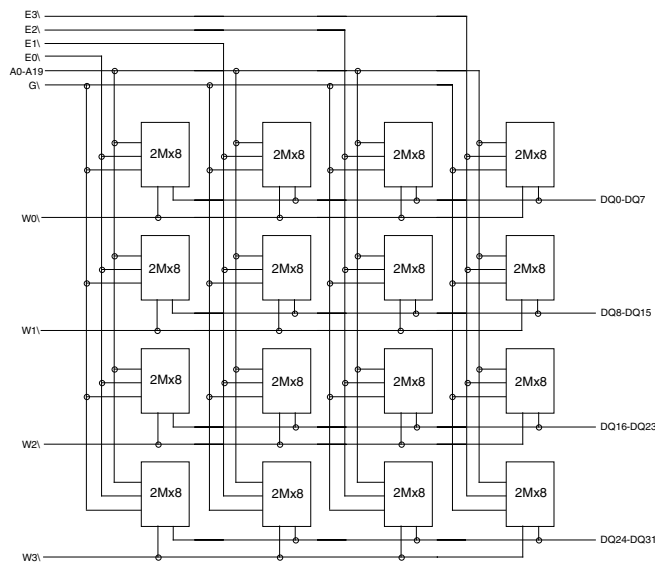 E3\
E2\
E1\
E0\
A0-A19
G\
2Mx8 2Mx8 2Mx8 2Mx8
DQ0-DQ7
W0\
2Mx8 2Mx8 2Mx8 2Mx8
DQ8-DQ15
W1\
2Mx8 2Mx8 2Mx8 2Mx8
DQ16-DQ23
W2\
2Mx8 2Mx8 2Mx8 2Mx8
DQ24-DQ31
W3\